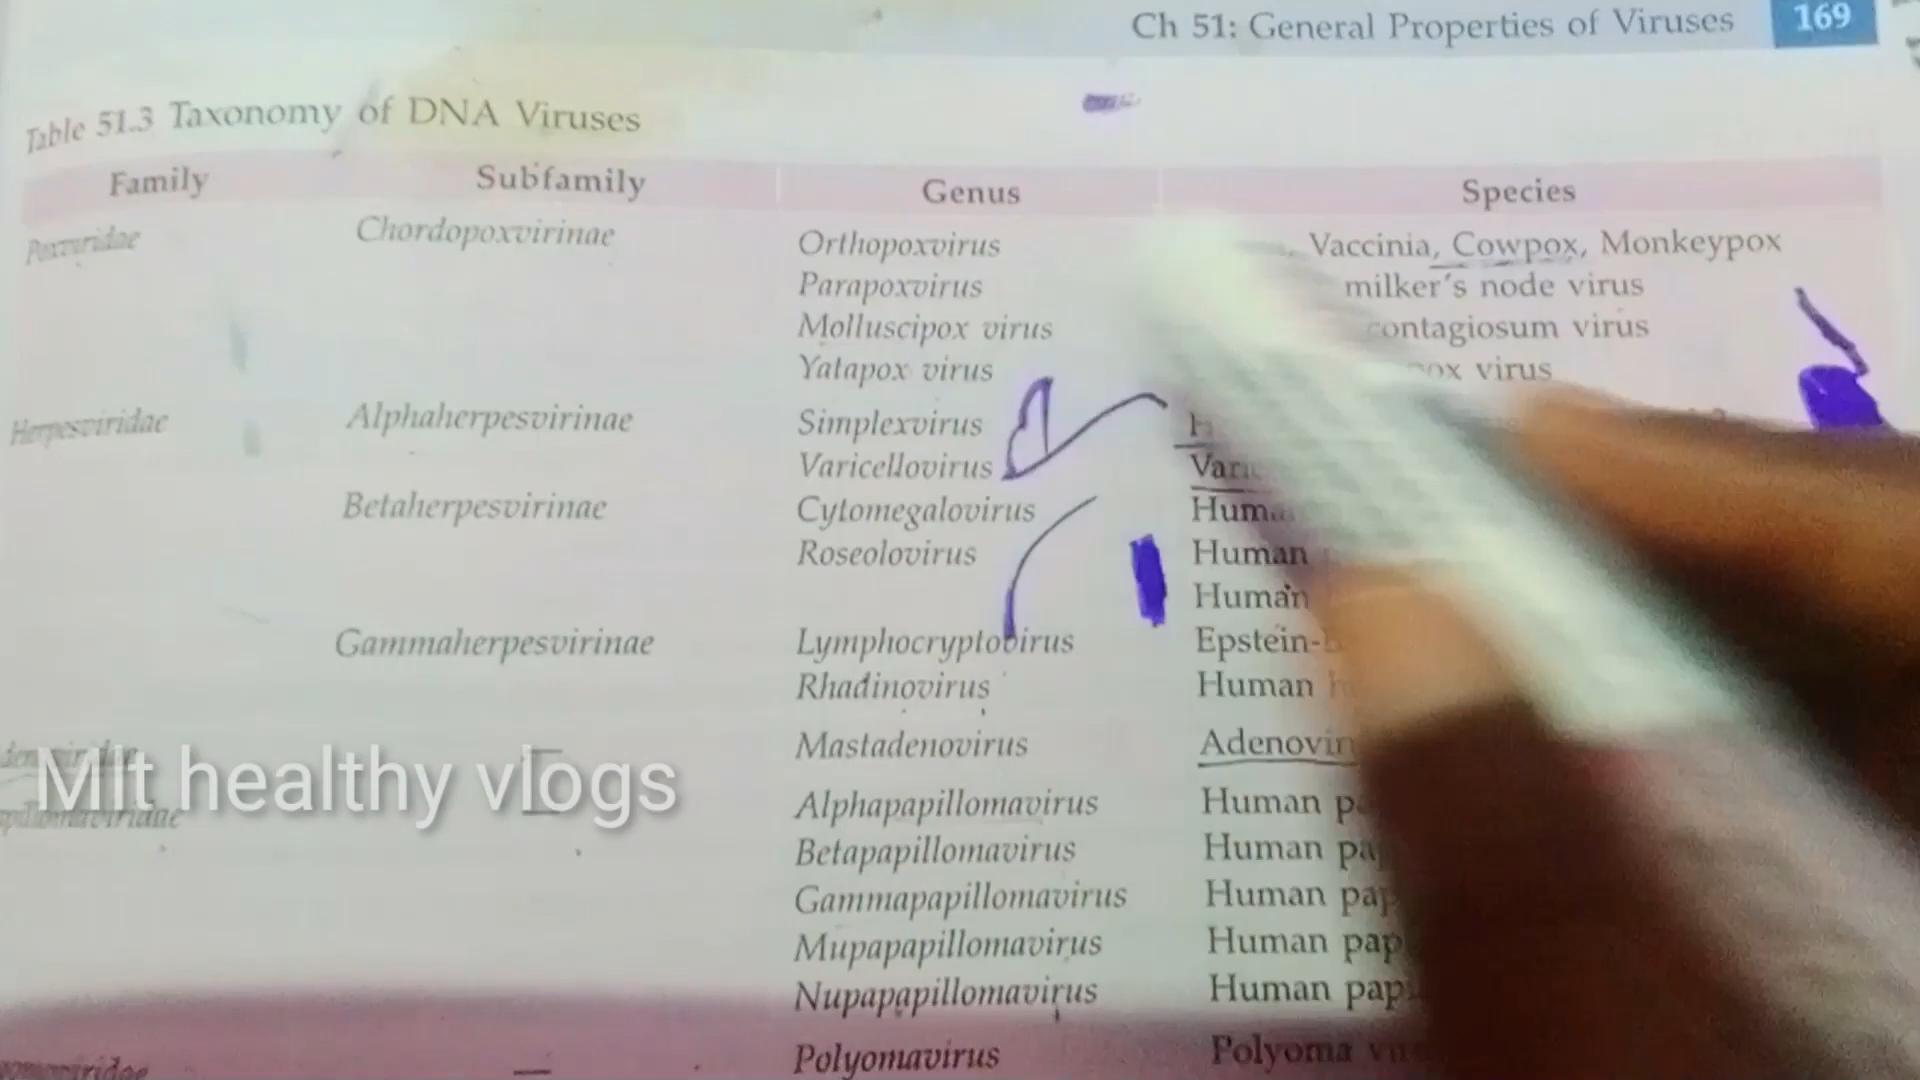 Ch 51: General Properties of Viruses 169
Table 51.3 Taxonomy of DNA Viruses
Family Subfamily Genus Species
Poxviridae Chordopoxvirinae Orthopoxvirus Vaccinia, Cowpox, Monkeypox
Parapoxvirus milker's node virus
Molluscipox virus contagiosum virus
Yatapox virus virus
Herpesviridae Alphaherpesvirinae Simplexvirus
Varicellovirus
Betaherpesvirinae Cytomegalovirus
Roseolovirus Human
Human
Gammaherpesvirinae Lymphocryptovirus Epstein-
Rhadinovirus Human
Mastadenovirus
Mlt healthy vlogs
Alphapapillomavirus Human
Betapapillomavirus Human
Gammapapillomavirus Human
Mupapapillomavirus Human
Nupapapillomavirus Human
— Polyomavirus Polyoma